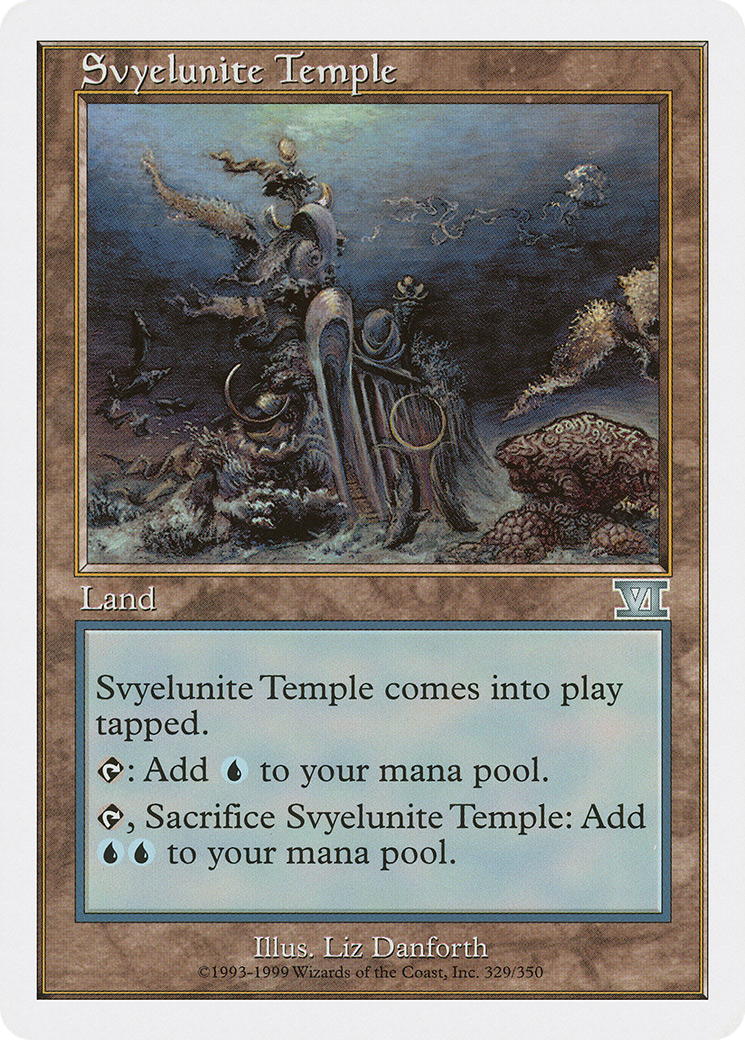 Svyelunite Temple
Land
VI
Svyelunite Temple comes into play
tapped.
: Add to your mana pool.
, Sacrifice Svyelunite Temple: Add
to your mana pool.
Illus. Liz Danforth
©1993-1999 Wizards of the Coast, Inc. 329/350